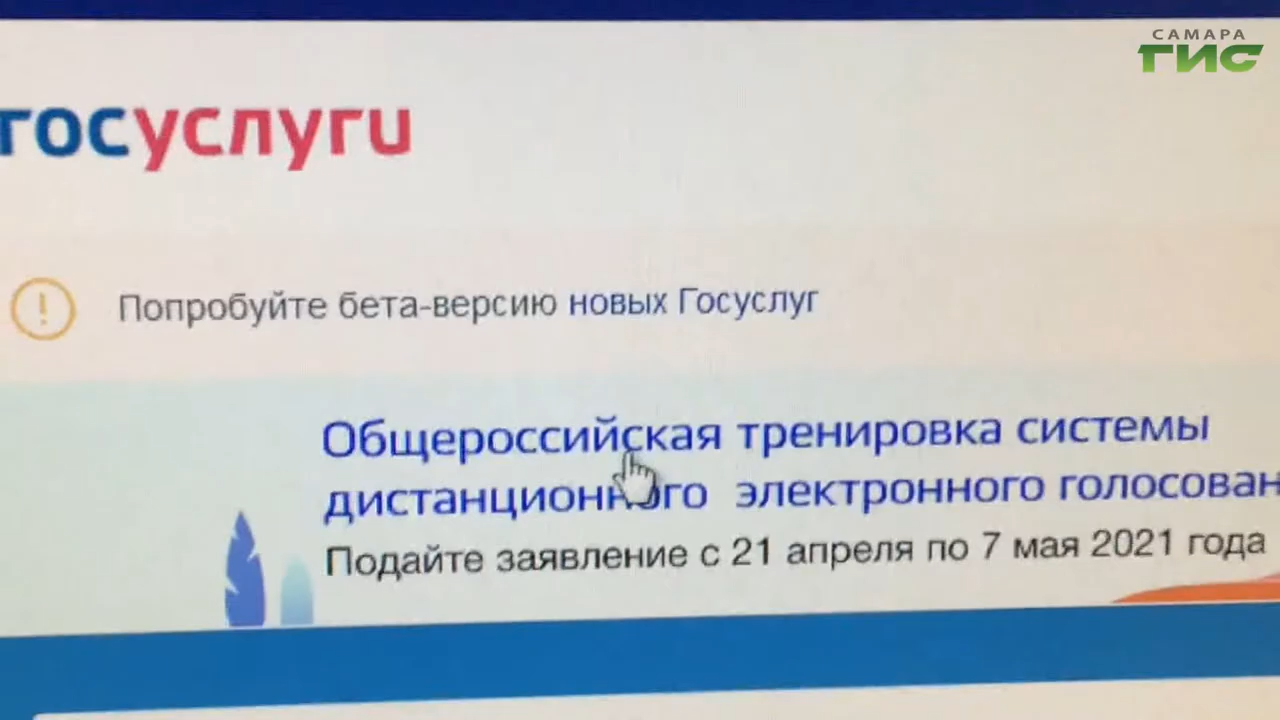 САМАРА
ГИС
госуслуги
Попробуйте бета-версию новых Госуслуг
Общероссийская тренировка системы
дистанционного электронного голосован
Подайте заявление с 21 апреля по 7 мая 2021 года